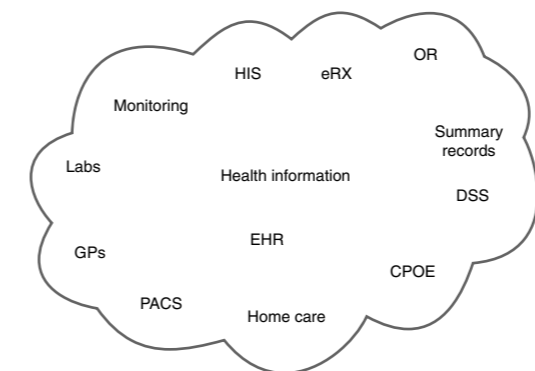 OR
HIS
eRX
Monitoring
Summary
records
Labs
Health information
DSS
EHR
GPs
CPOE
PACS
Home care